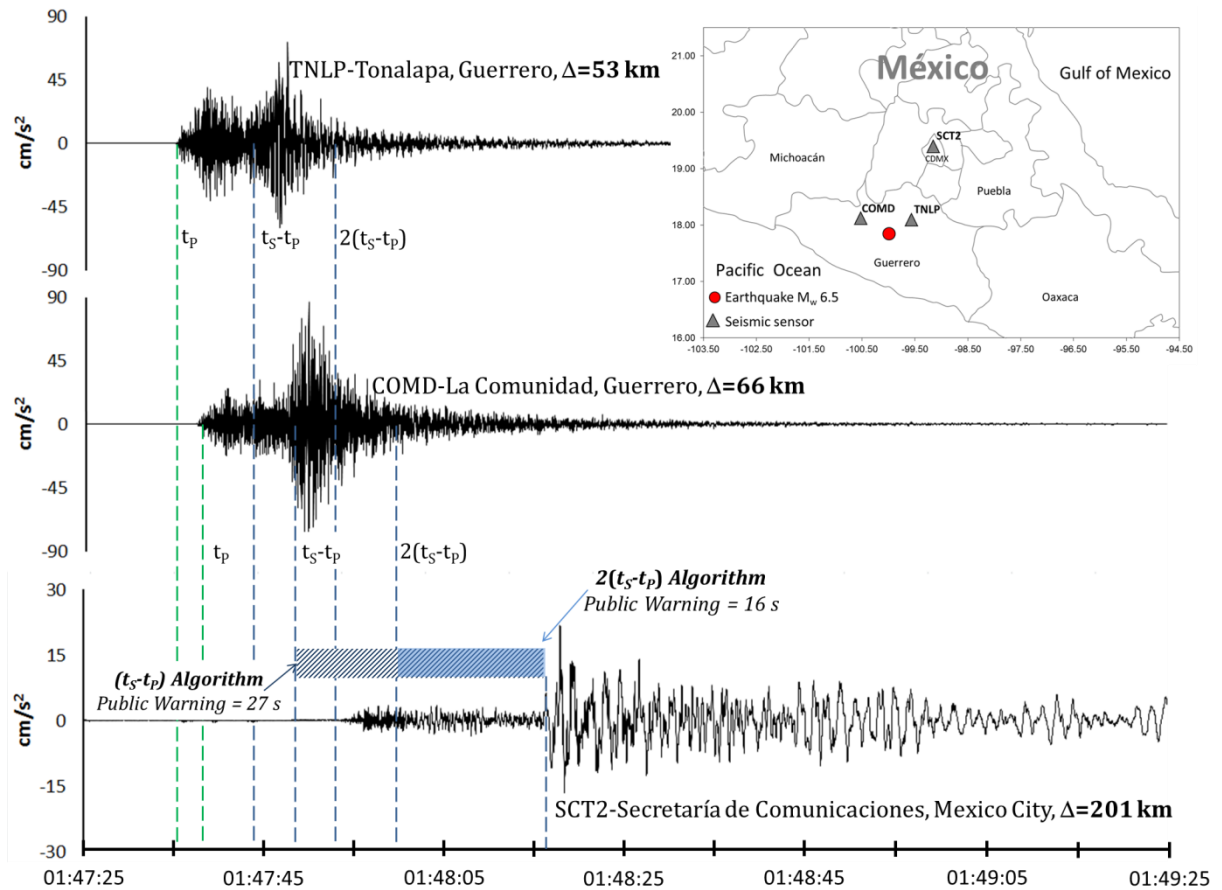 90
45
0
-45
-90
cm/s²
TNLP-Tonalapa, Guerrero, Δ=53 km
tP
tS-tP
2(tS-tP)
21.00
20.00
19.00
18.00
17.00
16.00
México
Gulf of Mexico
Michoacán
SCT2
CDMX
Puebla
COMD
TNLP
Guerrero
Pacific Ocean
Oaxaca
Earthquake Mw 6.5
Seismic sensor
-103.50
-102.50
-101.50
-100.50
-99.50
-98.50
-97.50
-96.50
-95.50
-94.50
90
45
0
-45
-90
cm/s²
COMD-La Comunidad, Guerrero, Δ=66 km
tP
tS-tP
2(tS-tP)
30
15
0
-15
-30
cm/s²
2(tS-tP) Algorithm
Public Warning = 16 s
(tS-tP) Algorithm
Public Warning = 27 s
SCT2-Secretaría de Comunicaciones, Mexico City, Δ=201 km
01:47:25
01:47:45
01:48:05
01:48:25
01:48:45
01:49:05
01:49:25